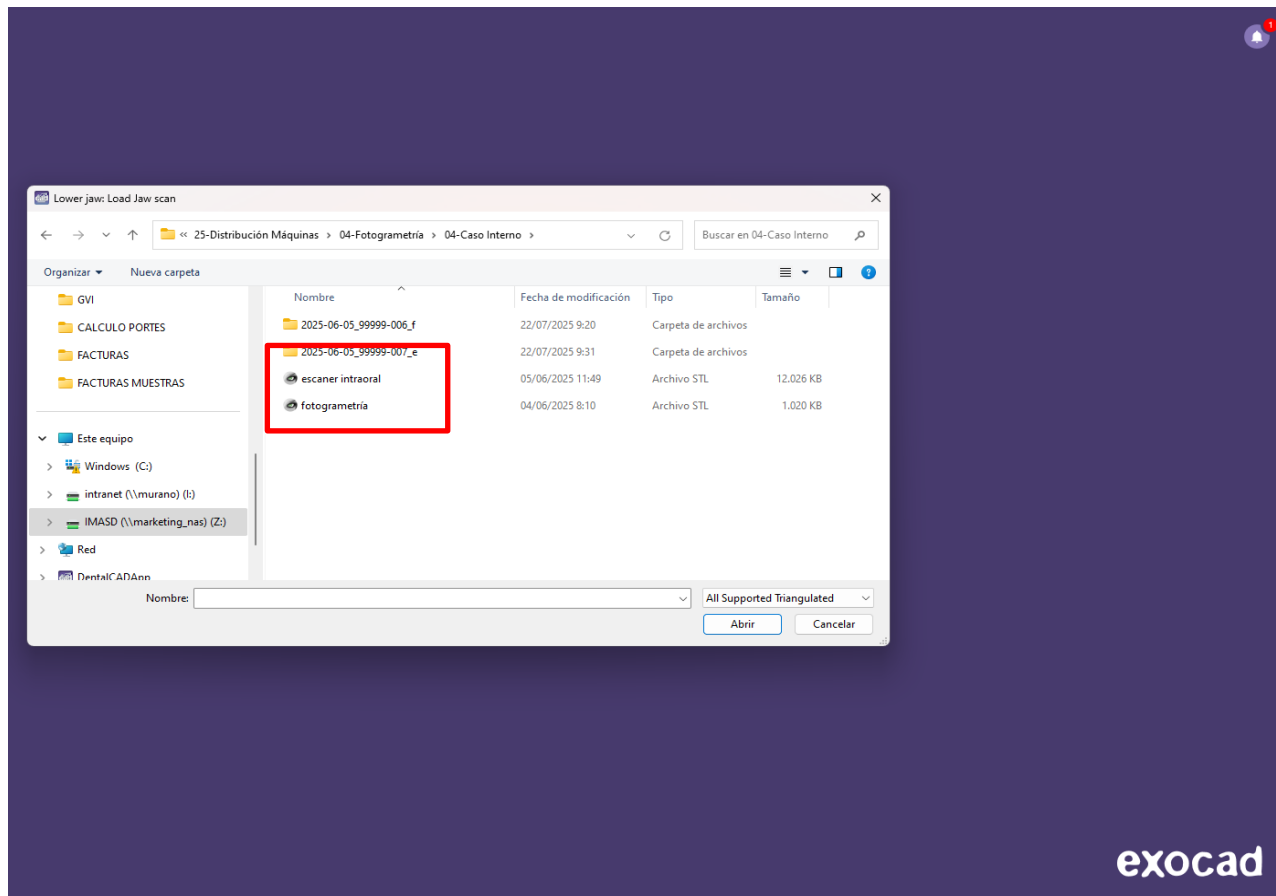 1
Lower jaw: Load Jaw scan
« 25-Distribución Máquinas > 04-Fotogrametría > 04-Caso Interno >
Buscar en 04-Caso Interno
Organizar
Nueva carpeta
?
GVI
CALCULO PORTES
FACTURAS
FACTURAS MUESTRAS
Este equipo
Windows (C:)
intranet (\\murano) (I:)
IMASD (\\marketing_nas) (Z:)
Red
DentalCADApp
Nombre Fecha de modificación Tipo Tamaño
2025-06-05_99999-006_f 22/07/2025 9:20 Carpeta de archivos
2025-06-05_99999-007_e 22/07/2025 9:31 Carpeta de archivos
escaner intraoral 05/06/2025 11:49 Archivo STL 12.026 KB
fotogrametría 04/06/2025 8:10 Archivo STL 1.020 KB
Nombre:
All Supported Triangulated
Abrir
Cancelar
exocad